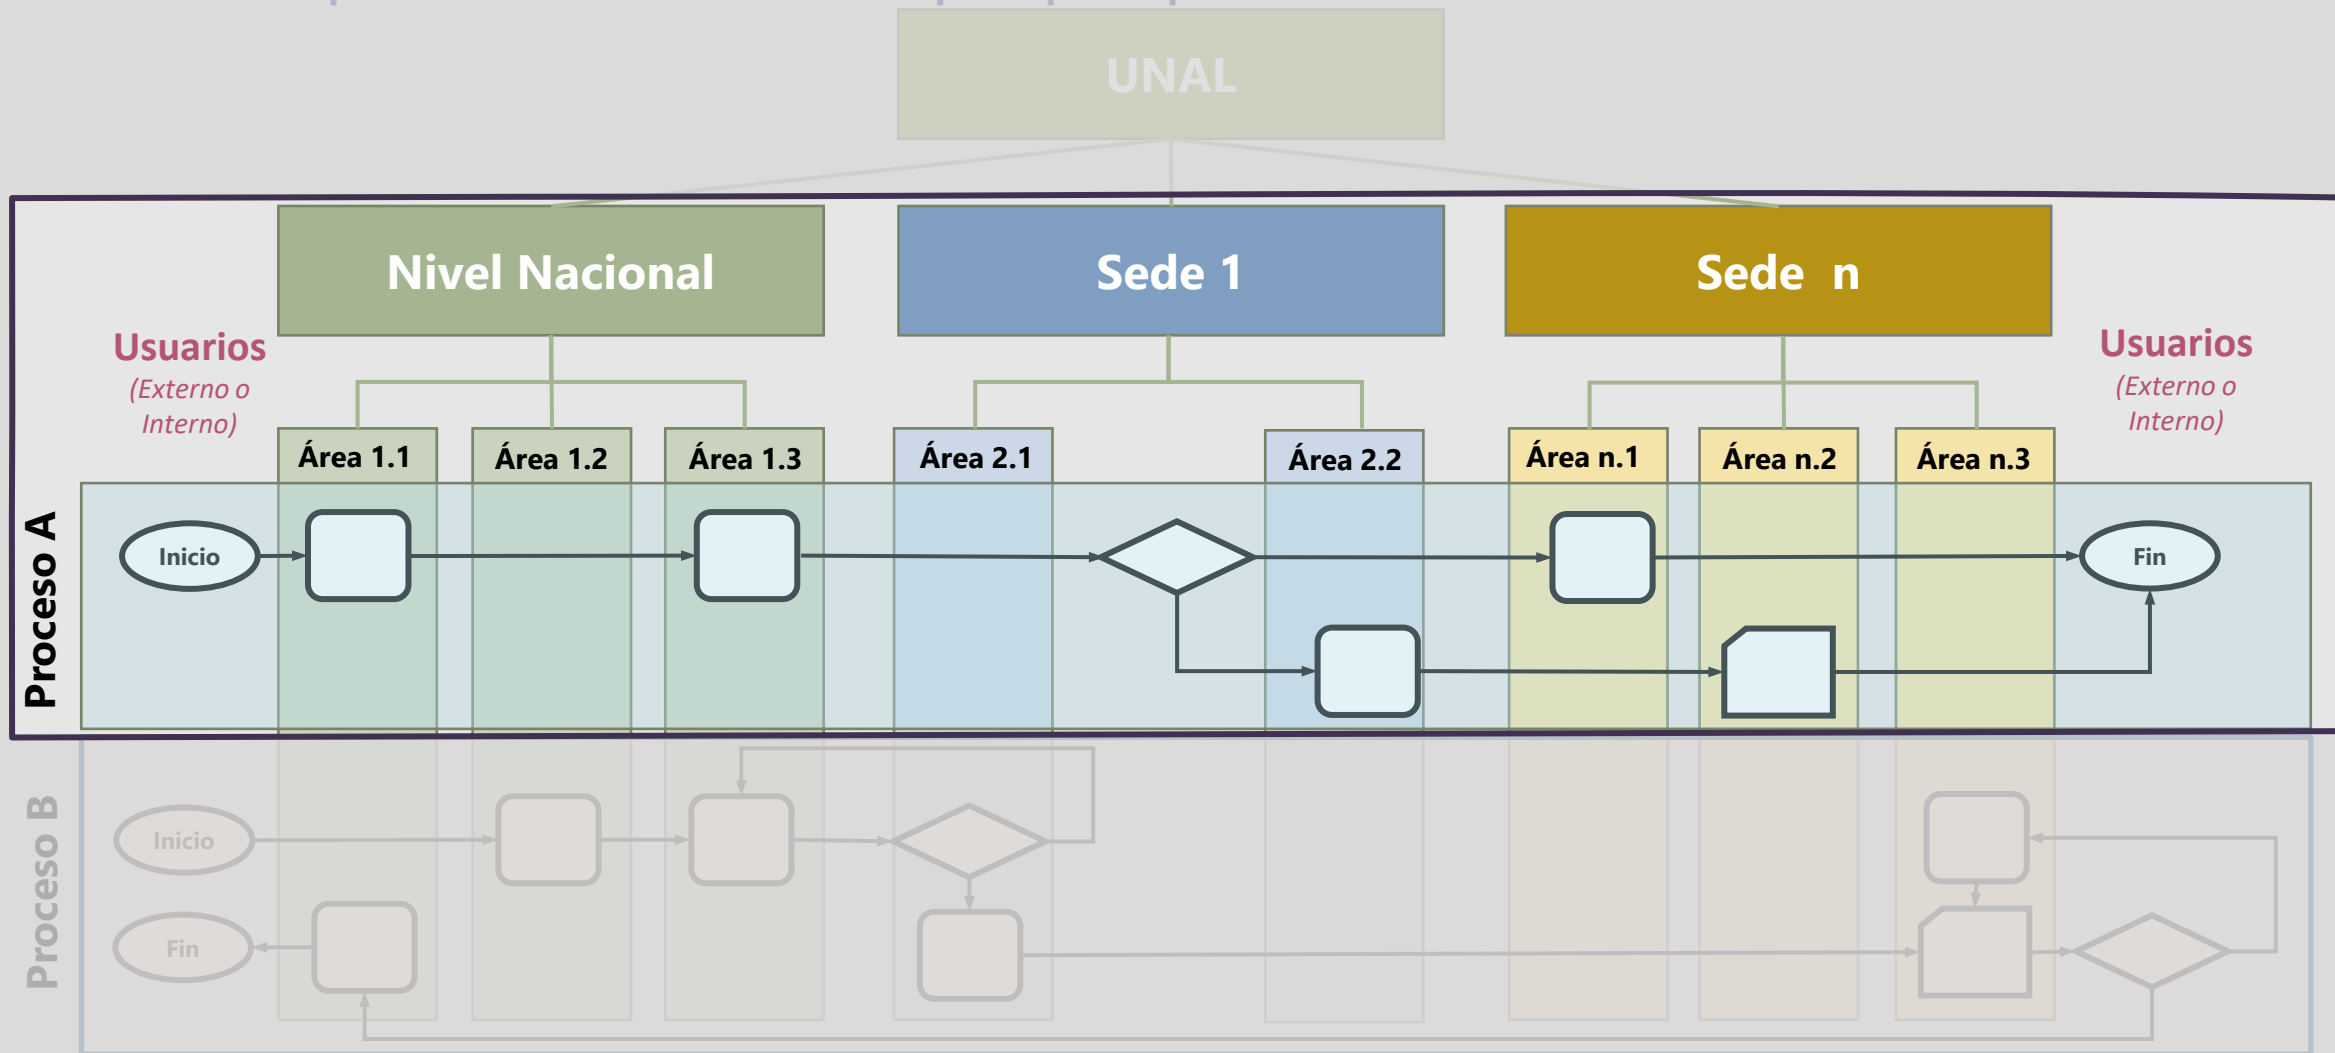 UNAL
Nivel Nacional
Sede 1
Sede n
Usuarios
(Externo o
Interno)
Usuarios
(Externo o
Interno)
Área 1.1
Área 1.2
Área 1.3
Área 2.1
Área 2.2
Área n.1
Área n.2
Área n.3
Proceso A
Inicio
Fin
Proceso B
Inicio
Fin